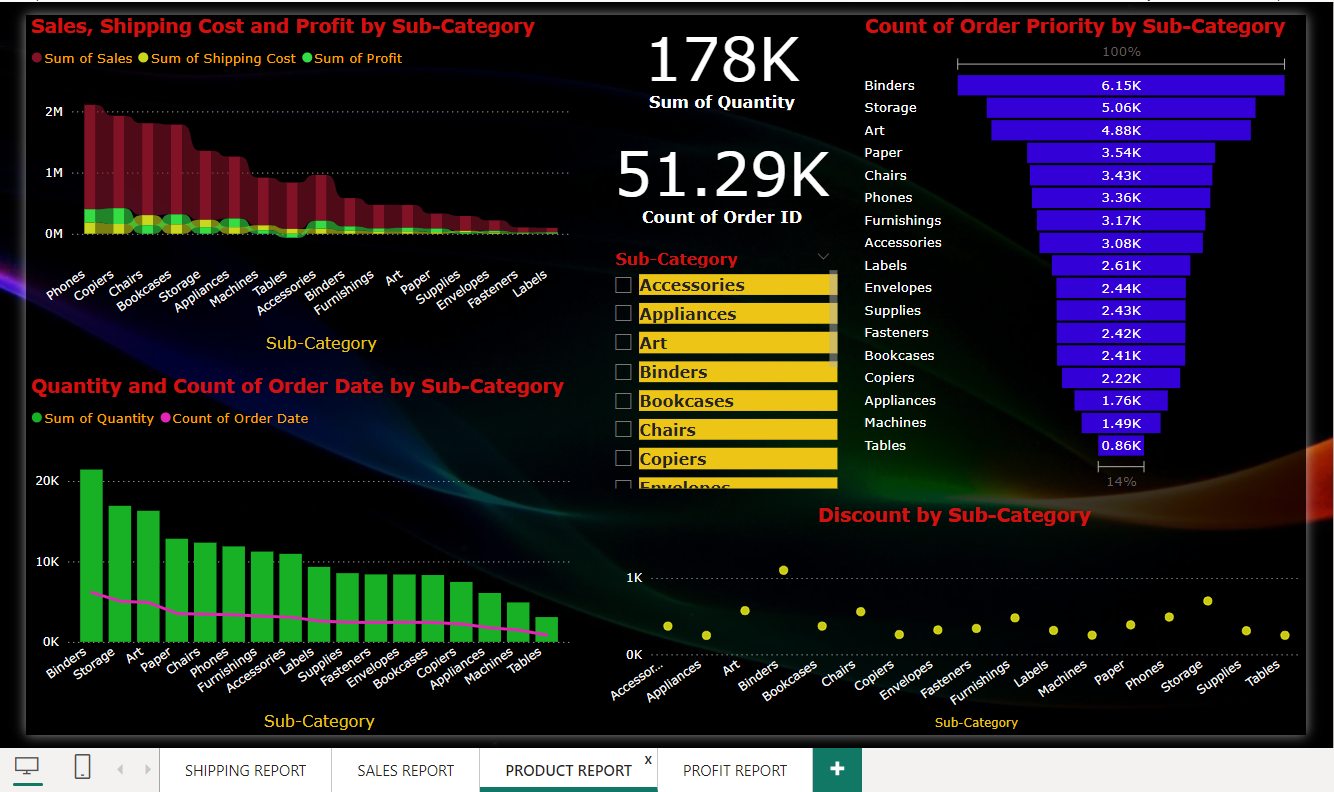 Sales, Shipping Cost and Profit by Sub-Category
Sum of Sales Sum of Shipping Cost Sum of Profit
2M
1M
0M
Phones
Copiers
Chairs
Bookcases
Storage
Appliances
Machines
Tables
Accessories
Binders
Furnishings
Art
Paper
Supplies
Envelopes
Fasteners
Labels
Sub-Category
178K
Sum of Quantity
51.29K
Count of Order ID
Sub-Category
Accessories
Appliances
Art
Binders
Bookcases
Chairs
Copiers
Envelopes
Count of Order Priority by Sub-Category
100%
Binders 6.15K
Storage 5.06K
Art 4.88K
Paper 3.54K
Chairs 3.43K
Phones 3.36K
Furnishings 3.17K
Accessories 3.08K
Labels 2.61K
Envelopes 2.44K
Supplies 2.43K
Fasteners 2.42K
Bookcases 2.41K
Copiers 2.22K
Appliances 1.76K
Machines 1.49K
Tables 0.86K
14%
Quantity and Count of Order Date by Sub-Category
Sum of Quantity Count of Order Date
20K
10K
0K
Binders
Storage
Art
Paper
Chairs
Phones
Furnishings
Accessories
Labels
Supplies
Fasteners
Envelopes
Bookcases
Copiers
Appliances
Machines
Tables
Sub-Category
Discount by Sub-Category
1K
0K
Accessor...
Appliances
Art
Binders
Bookcases
Chairs
Copiers
Envelopes
Fasteners
Furnishings
Labels
Machines
Paper
Phones
Storage
Supplies
Tables
Sub-Category
SHIPPING REPORT SALES REPORT PRODUCT REPORT x PROFIT REPORT +